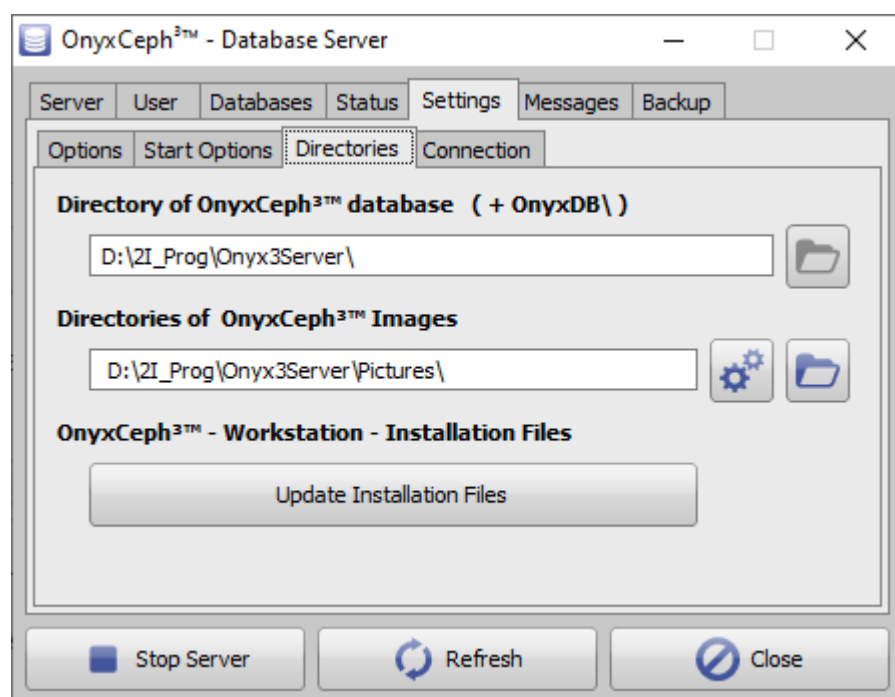 OnyxCeph³™ - Database Server
Server User Databases Status Settings Messages Backup
Options Start Options Directories Connection
Directory of OnyxCeph³™ database ( + OnyxDB\ )
D:\2I_Prog\Onyx3Server\
Directories of OnyxCeph³™ Images
D:\2I_Prog\Onyx3Server\Pictures\
OnyxCeph³™ - Workstation - Installation Files
Update Installation Files
Stop Server Refresh Close